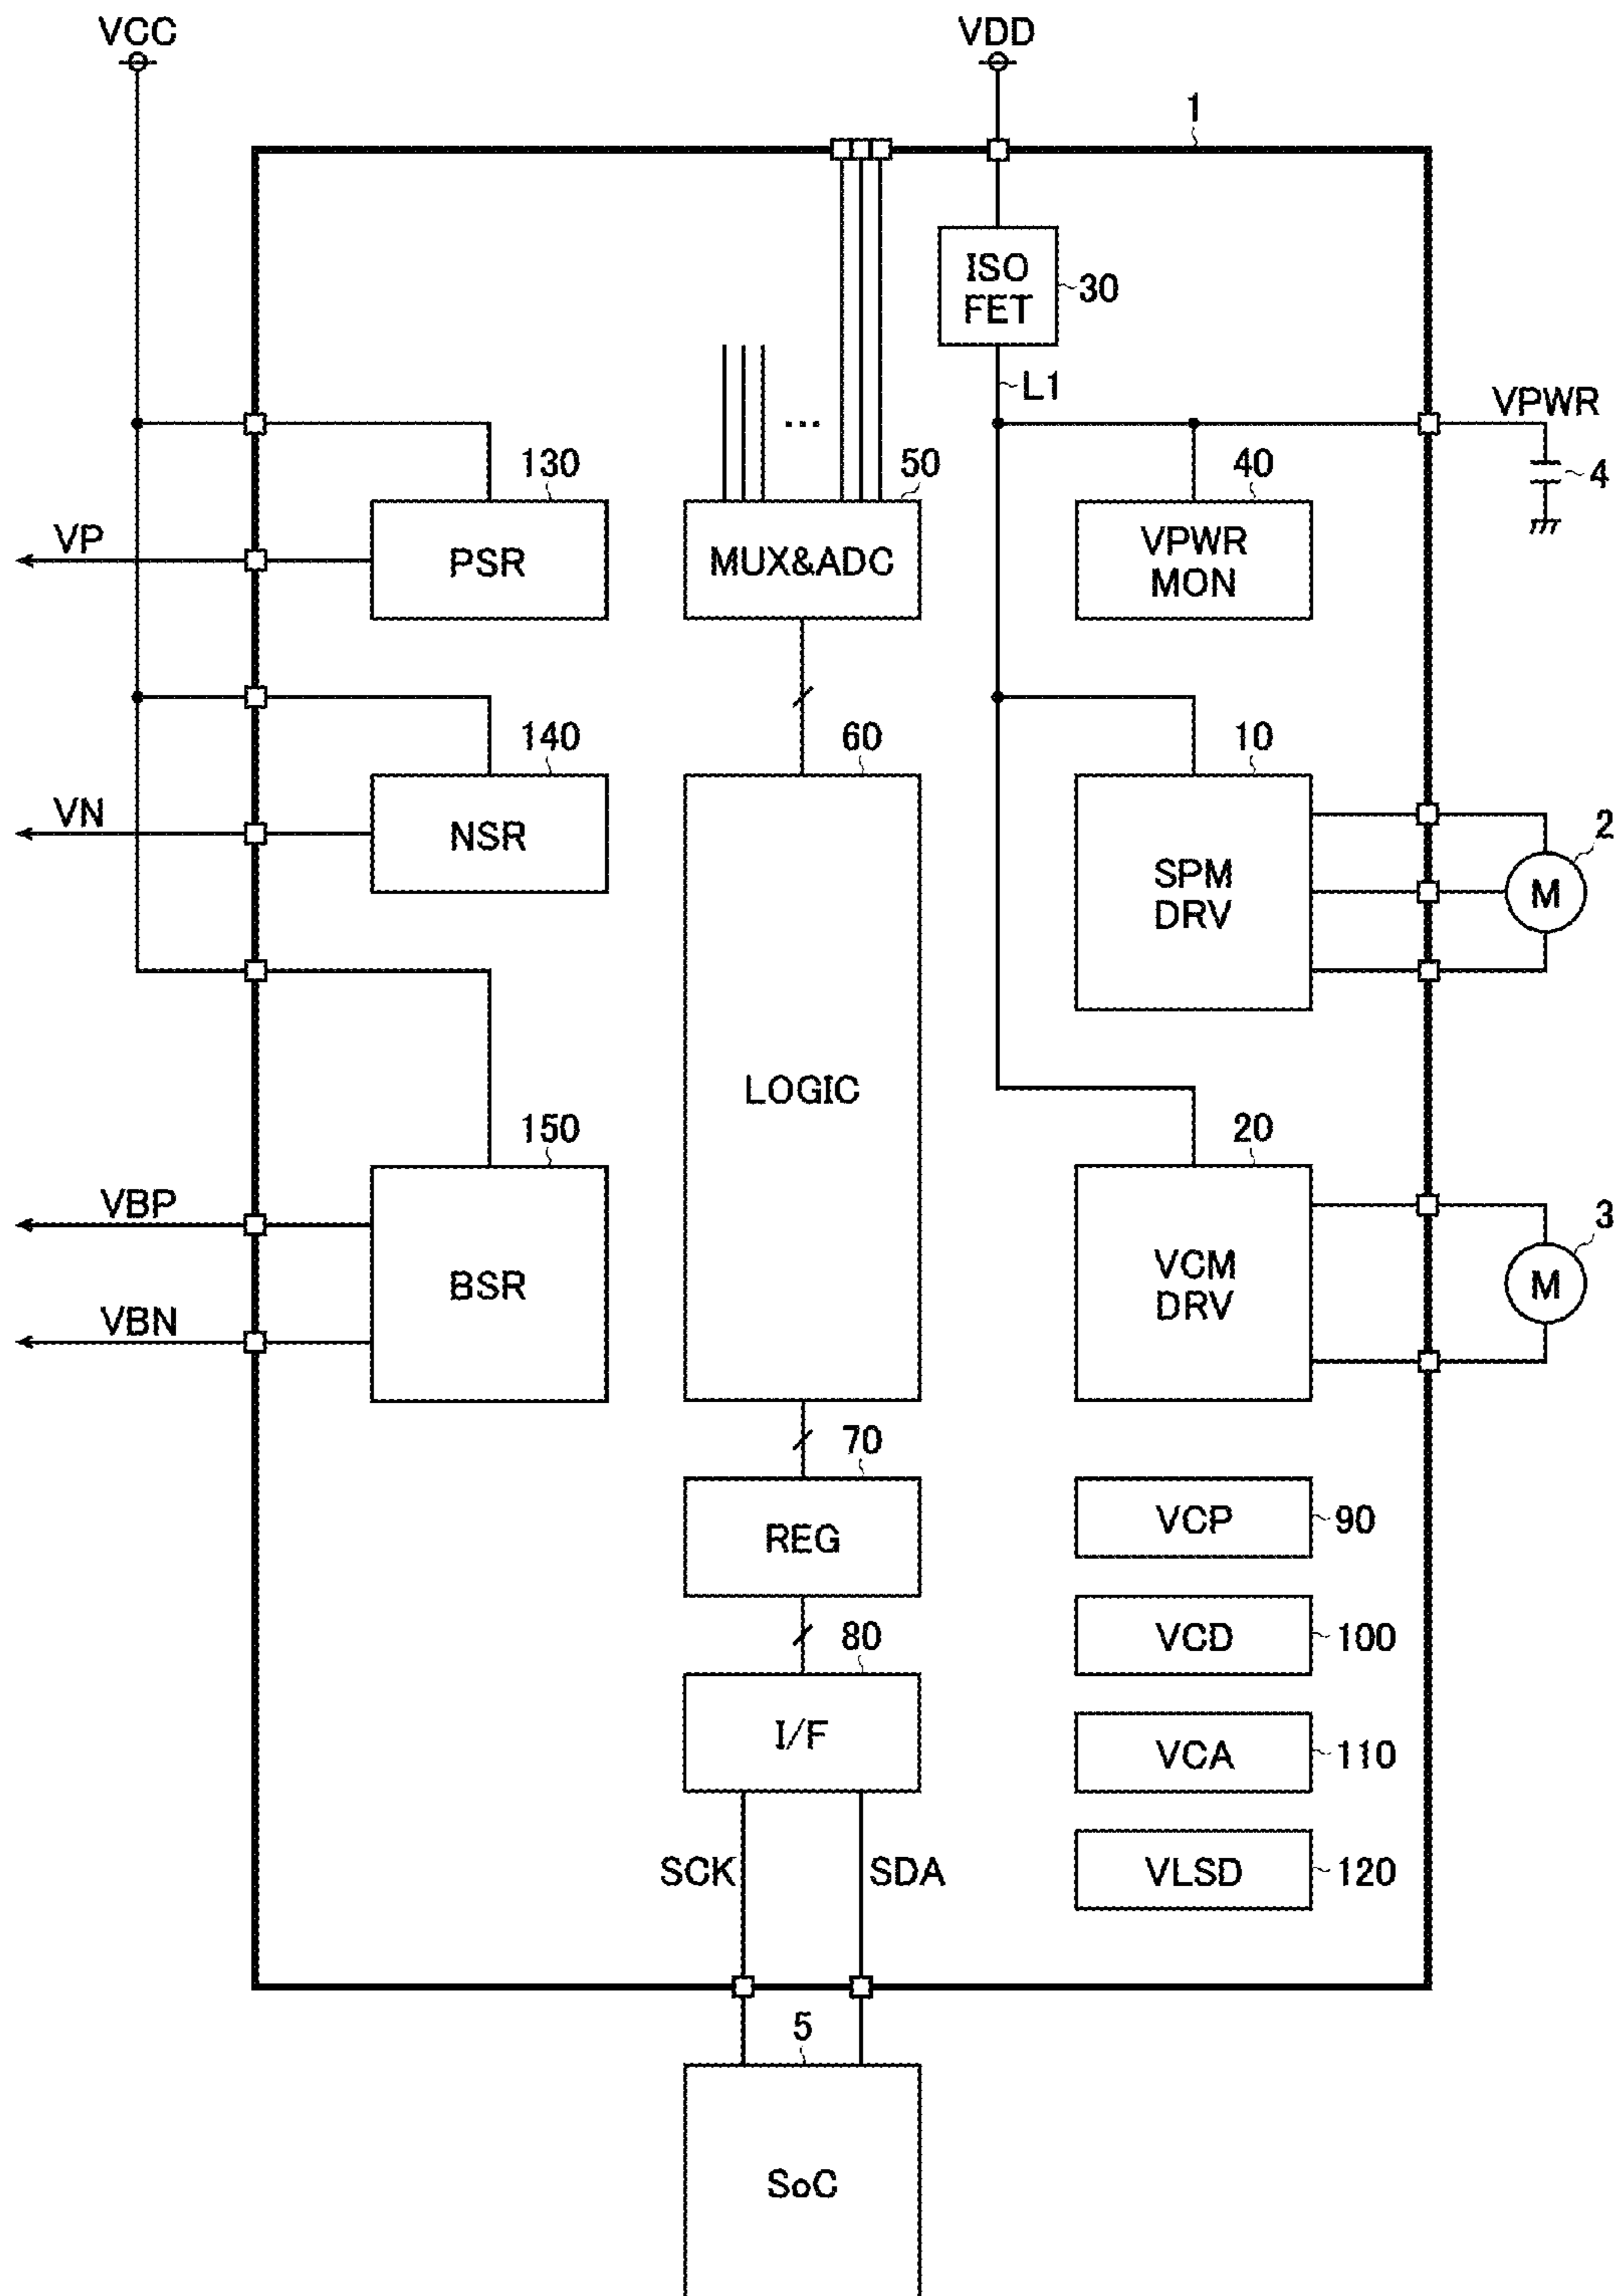 VCC
VDD
1
ISO
FET
30
L1
VPWR
130
50
40
4
VP
PSR
MUX&ADC
VPWR
MON
140
60
10
VN
NSR
2
SPM
DRV
M
LOGIC
150
20
VBP
3
BSR
VCM
DRV
M
VBN
70
VCP
90
REG
80
VCD
100
I/F
VCA
110
SCK
SDA
VLSD
120
5
SoC